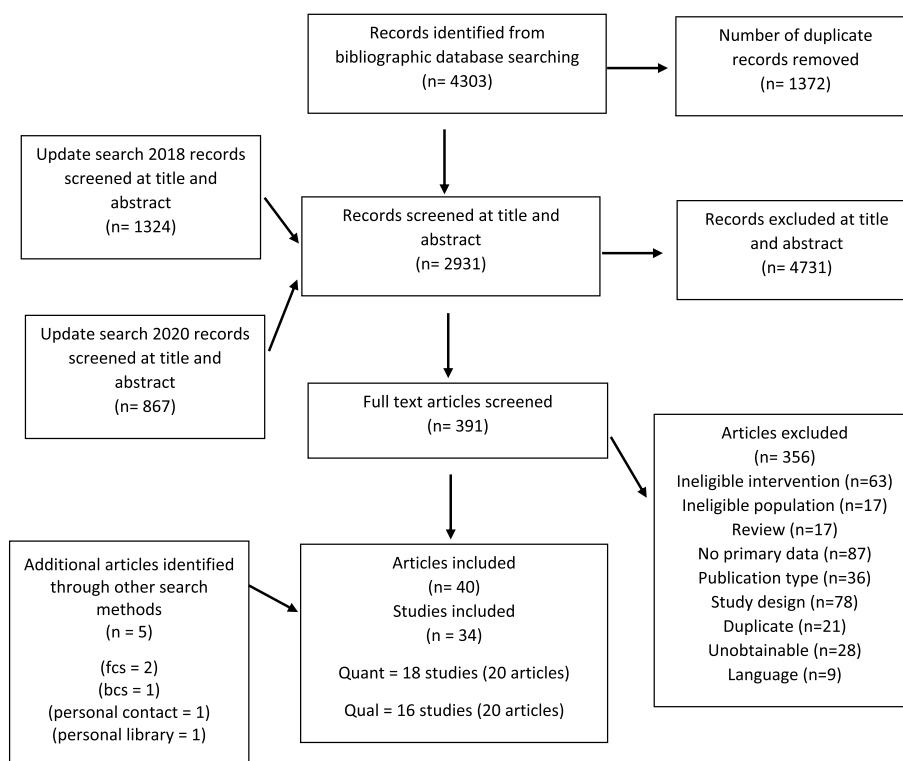 Records identified from
bibliographic database searching
(n= 4303)
Number of duplicate
records removed
(n= 1372)
Update search 2018 records
screened at title and
abstract
(n= 1324)
Records screened at title and
abstract
(n= 2931)
Records excluded at title
and abstract
(n= 4731)
Update search 2020 records
screened at title and
abstract
(n= 867)
Full text articles screened
(n= 391)
Articles excluded
(n= 356)
Ineligible intervention (n=63)
Ineligible population (n=17)
Review (n=17)
No primary data (n=87)
Publication type (n=36)
Study design (n=78)
Duplicate (n=21)
Unobtainable (n=28)
Language (n=9)
Additional articles identified
through other search
methods
(n = 5)
(fcs = 2)
(bcs = 1)
(personal contact = 1)
(personal library = 1)
Articles included
(n= 40)
Studies included
(n = 34)
Quant = 18 studies (20 articles)
Qual = 16 studies (20 articles)